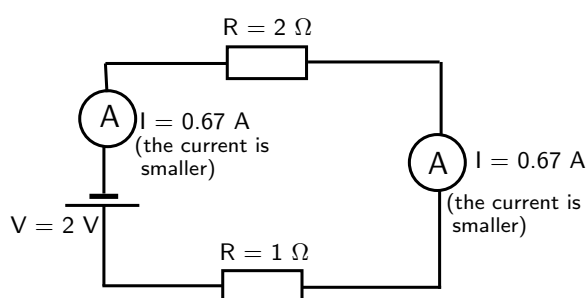 R = 2 Ω
A
I = 0.67 A
(the current is
smaller)
A
I = 0.67 A
(the current is
smaller)
V = 2 V
R = 1 Ω